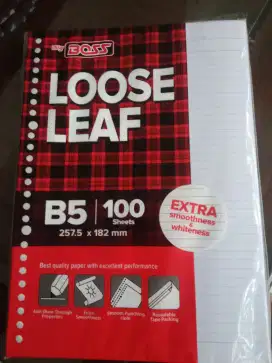 my BOSS
LOOSE
LEAF
B5 | 100
Sheets
257.5 x 182 mm
EXTRA
smoothness
&
whiteness
Best quality paper with excellent performance